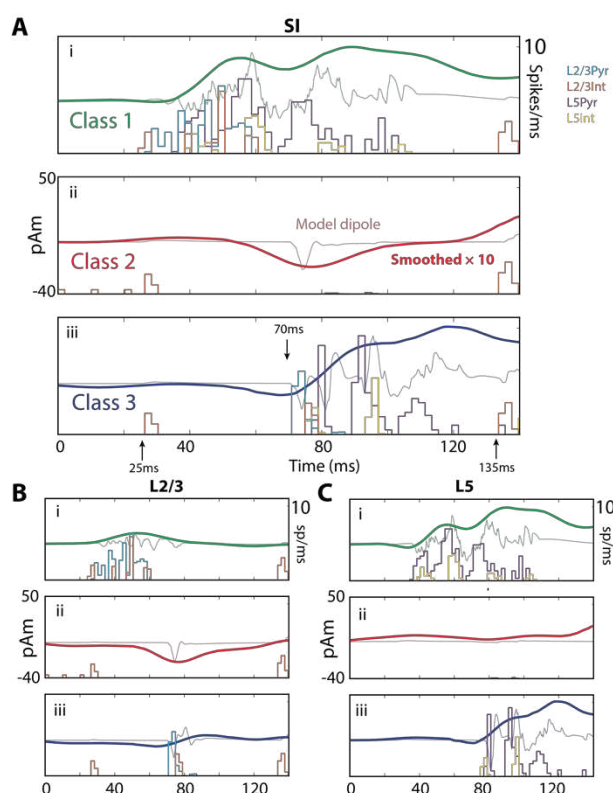 A
SI
i
10
Spikes/ms
L2/3Pyr
L2/3Int
L5Pyr
L5Int
Class 1
50
ii
pAm
Model dipole
Class 2
Smoothed × 10
-40
iii
70ms
Class 3
0
40
80
120
25ms
Time (ms)
135ms
B
L2/3
C
L5
i
10
sp/ms
i
10
sp/ms
50
ii
pAm
-40
50
ii
pAm
-40
iii
iii
0
40
80
120
0
40
80
120